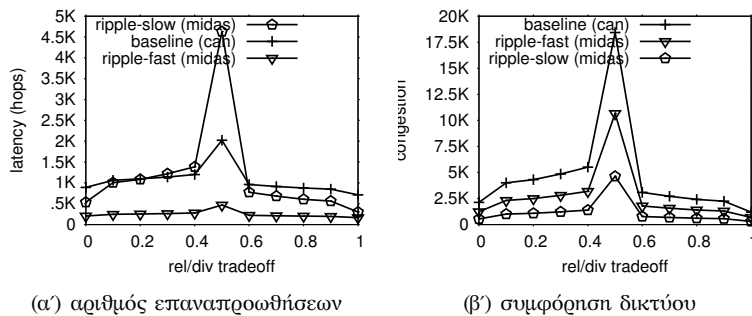 5K
4.5K
4K
3.5K
3K
2.5K
2K
1.5K
1K
.5K
0
0 0.2 0.4 0.6 0.8 1
latency (hops)
rel/div tradeoff
ripple-slow (midas)
baseline (can)
ripple-fast (midas)
(αʹ) αριθμός επαναπροωθήσεων
20K
17.5K
15K
12.5K
10K
7.5K
5K
2.5K
0
0 0.2 0.4 0.6 0.8 1
congestion
rel/div tradeoff
baseline (can)
ripple-fast (midas)
ripple-slow (midas)
(βʹ) συμφόρηση δικτύου